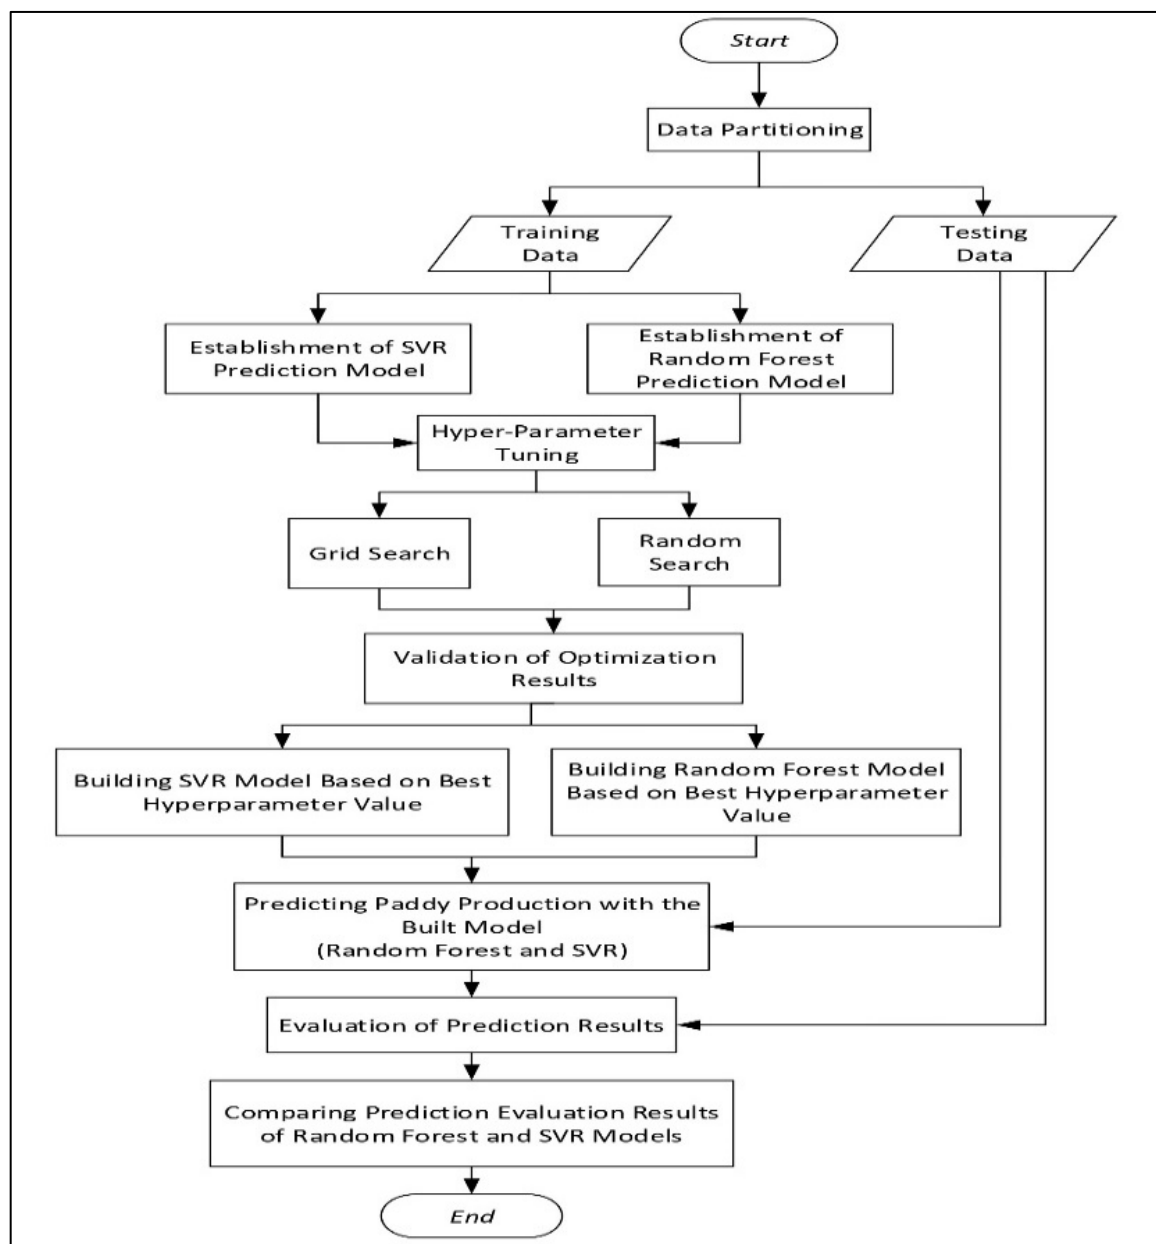 Start
Data Partitioning
Training
Data
Testing
Data
Establishment of SVR
Prediction Model
Establishment of
Random Forest
Prediction Model
Hyper-Parameter
Tuning
Grid Search
Random
Search
Validation of Optimization
Results
Building SVR Model Based on Best
Hyperparameter Value
Building Random Forest Model
Based on Best Hyperparameter
Value
Predicting Paddy Production with the
Built Model
(Random Forest and SVR)
Evaluation of Prediction Results
Comparing Prediction Evaluation Results
of Random Forest and SVR Models
End